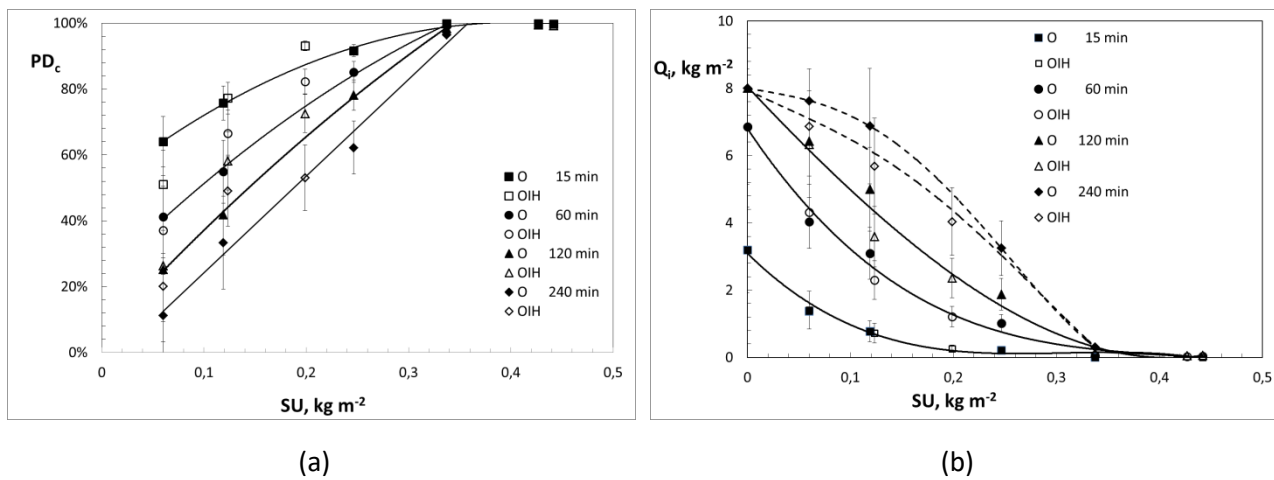 100%
80%
60%
40%
20%
0%
PDc
O 15 min
OIH
O 60 min
OIH
O 120 min
OIH
O 240 min
OIH
0 0,1 0,2 0,3 0,4 0,5
SU, kg m-2
(a)
10
8
6
4
2
0
Qi, kg m-2
O 15 min
OIH
O 60 min
OIH
O 120 min
OIH
O 240 min
OIH
0 0,1 0,2 0,3 0,4 0,5
SU, kg m-2
(b)